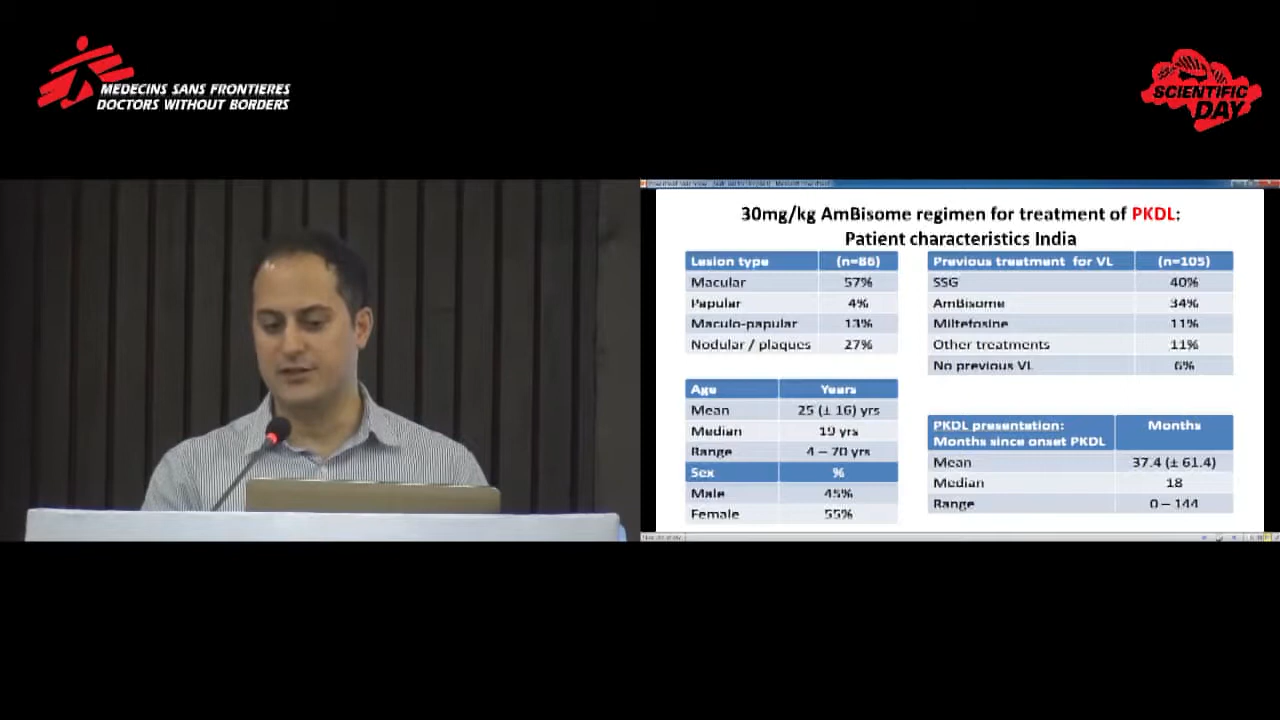 MEDECINS SANS FRONTIERES
DOCTORS WITHOUT BORDERS
SCIENTIFIC
DAY
30mg/kg AmBisome regimen for treatment of PKDL:
Patient characteristics India
Lesion type (n=86)
Macular 57%
Papular 4%
Maculo-papular 13%
Nodular / plaques 27%
Age Years
Mean 25 (± 16) yrs
Median 19 yrs
Range 4 – 70 yrs
Sex %
Male 45%
Female 55%
Previous treatment for VL (n=105)
SSG 40%
AmBisome 34%
Miltefosine 11%
Other treatments 11%
No previous VL 6%
PKDL presentation: Months
Months since onset PKDL
Mean 37.4 (± 61.4)
Median 18
Range 0 – 144